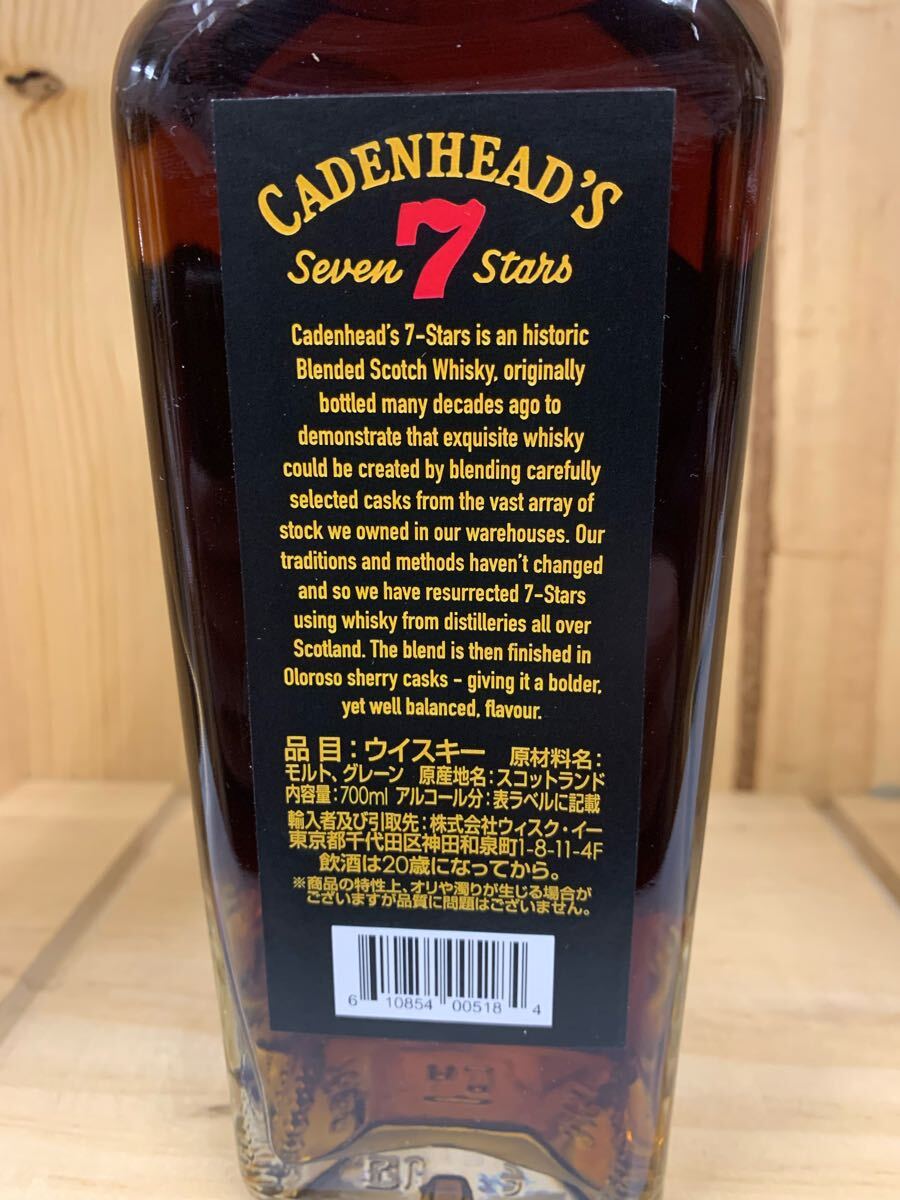 CADENHEAD'S
Seven 7 Stars
Cadenhead's 7-Stars is an historic
Blended Scotch Whisky, originally
bottled many decades ago to
demonstrate that exquisite whisky
could be created by blending carefully
selected casks from the vast array of
stock we owned in our warehouses. Our
traditions and methods haven't changed
and so we have resurrected 7-Stars
using whisky from distilleries all over
Scotland. The blend is then finished in
Oloroso sherry casks - giving it a bolder,
yet well balanced, flavour.
品目:ウイスキー 原材料名:
モルト、グレーン 原産地名:スコットランド
内容量:700ml アルコール分:表ラベルに記載
輸入者及び引取先:株式会社ウィスク・イー
東京都千代田区神田和泉町1-8-11-4F
飲酒は20歳になってから。
※商品の特性上、オリや濁りが生じる場合が
ございますが品質に問題はございません。
6 10854 00518 4